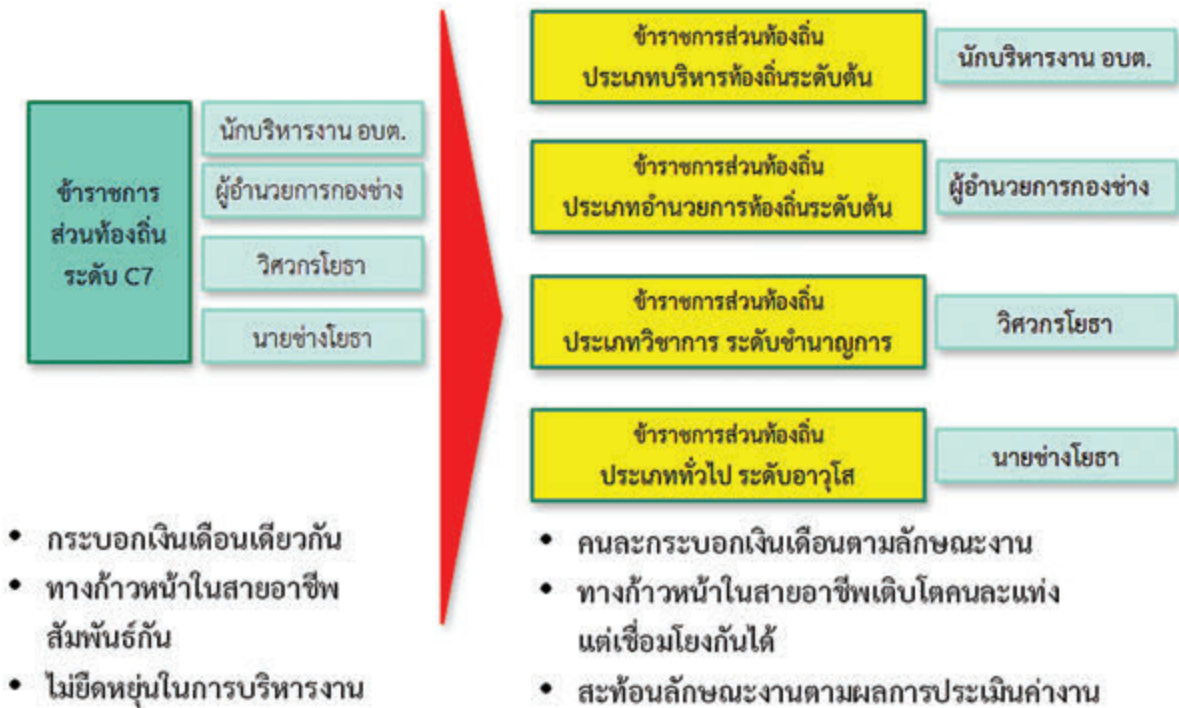 ข้าราชการ
ส่วนท้องถิ่น
ระดับ C7
นักบริหารงาน อบต.
ผู้อำนวยการกองช่าง
วิศวกรโยธา
นายช่างโยธา
• กระบอกเงินเดือนเดียวกัน
• ทางก้าวหน้าในสายอาชีพ
สัมพันธ์กัน
• ไม่ยืดหยุ่นในการบริหารงาน
ข้าราชการส่วนท้องถิ่น
ประเภทบริหารท้องถิ่นระดับต้น
นักบริหารงาน อบต.
ข้าราชการส่วนท้องถิ่น
ประเภทอำนวยการท้องถิ่นระดับต้น
ผู้อำนวยการกองช่าง
ข้าราชการส่วนท้องถิ่น
ประเภทวิชาการ ระดับชำนาญการ
วิศวกรโยธา
ข้าราชการส่วนท้องถิ่น
ประเภททั่วไป ระดับอาวุโส
นายช่างโยธา
• คนละกระบอกเงินเดือนตามลักษณะงาน
• ทางก้าวหน้าในสายอาชีพเติบโตคนละแท่ง
แต่เชื่อมโยงกันได้
• สะท้อนลักษณะงานตามผลการประเมินค่างาน